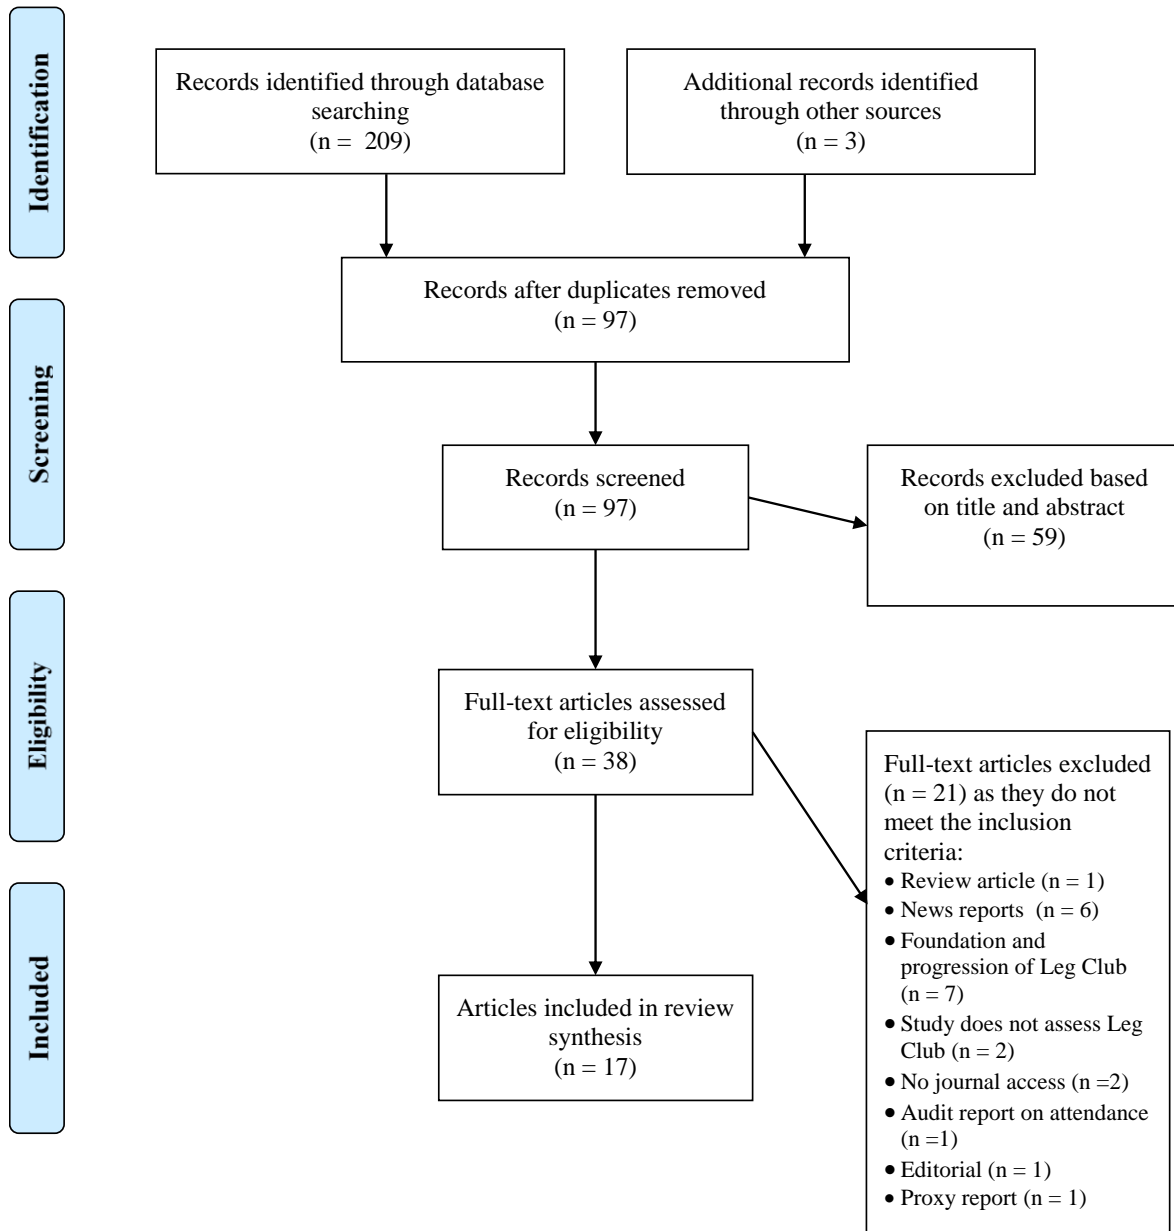 Identification
Records identified through database
searching
(n = 209)
Additional records identified
through other sources
(n = 3)
Records after duplicates removed
(n = 97)
Screening
Records screened
(n = 97)
Records excluded based
on title and abstract
(n = 59)
Eligibility
Full-text articles assessed
for eligibility
(n = 38)
Full-text articles excluded
(n = 21) as they do not
meet the inclusion
criteria:
• Review article (n = 1)
• News reports (n = 6)
• Foundation and
progression of Leg Club
(n = 7)
• Study does not assess Leg
Club (n = 2)
• No journal access (n =2)
• Audit report on attendance
(n =1)
• Editorial (n = 1)
• Proxy report (n = 1)
Included
Articles included in review
synthesis
(n = 17)